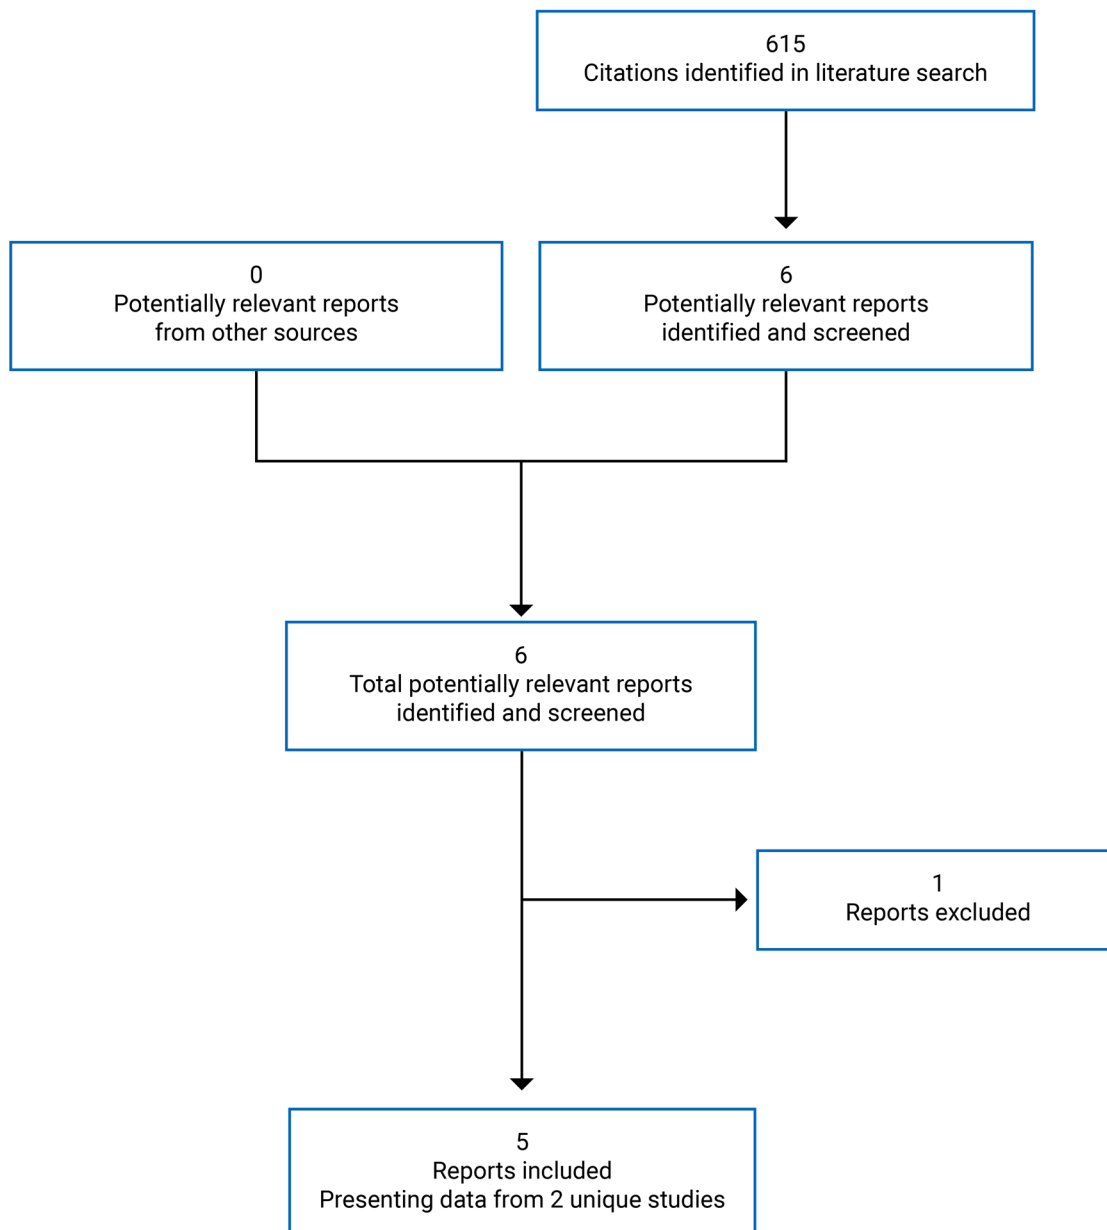 615
Citations identified in literature search
0
Potentially relevant reports
from other sources
6
Potentially relevant reports
identified and screened
6
Total potentially relevant reports
identified and screened
1
Reports excluded
5
Reports included
Presenting data from 2 unique studies